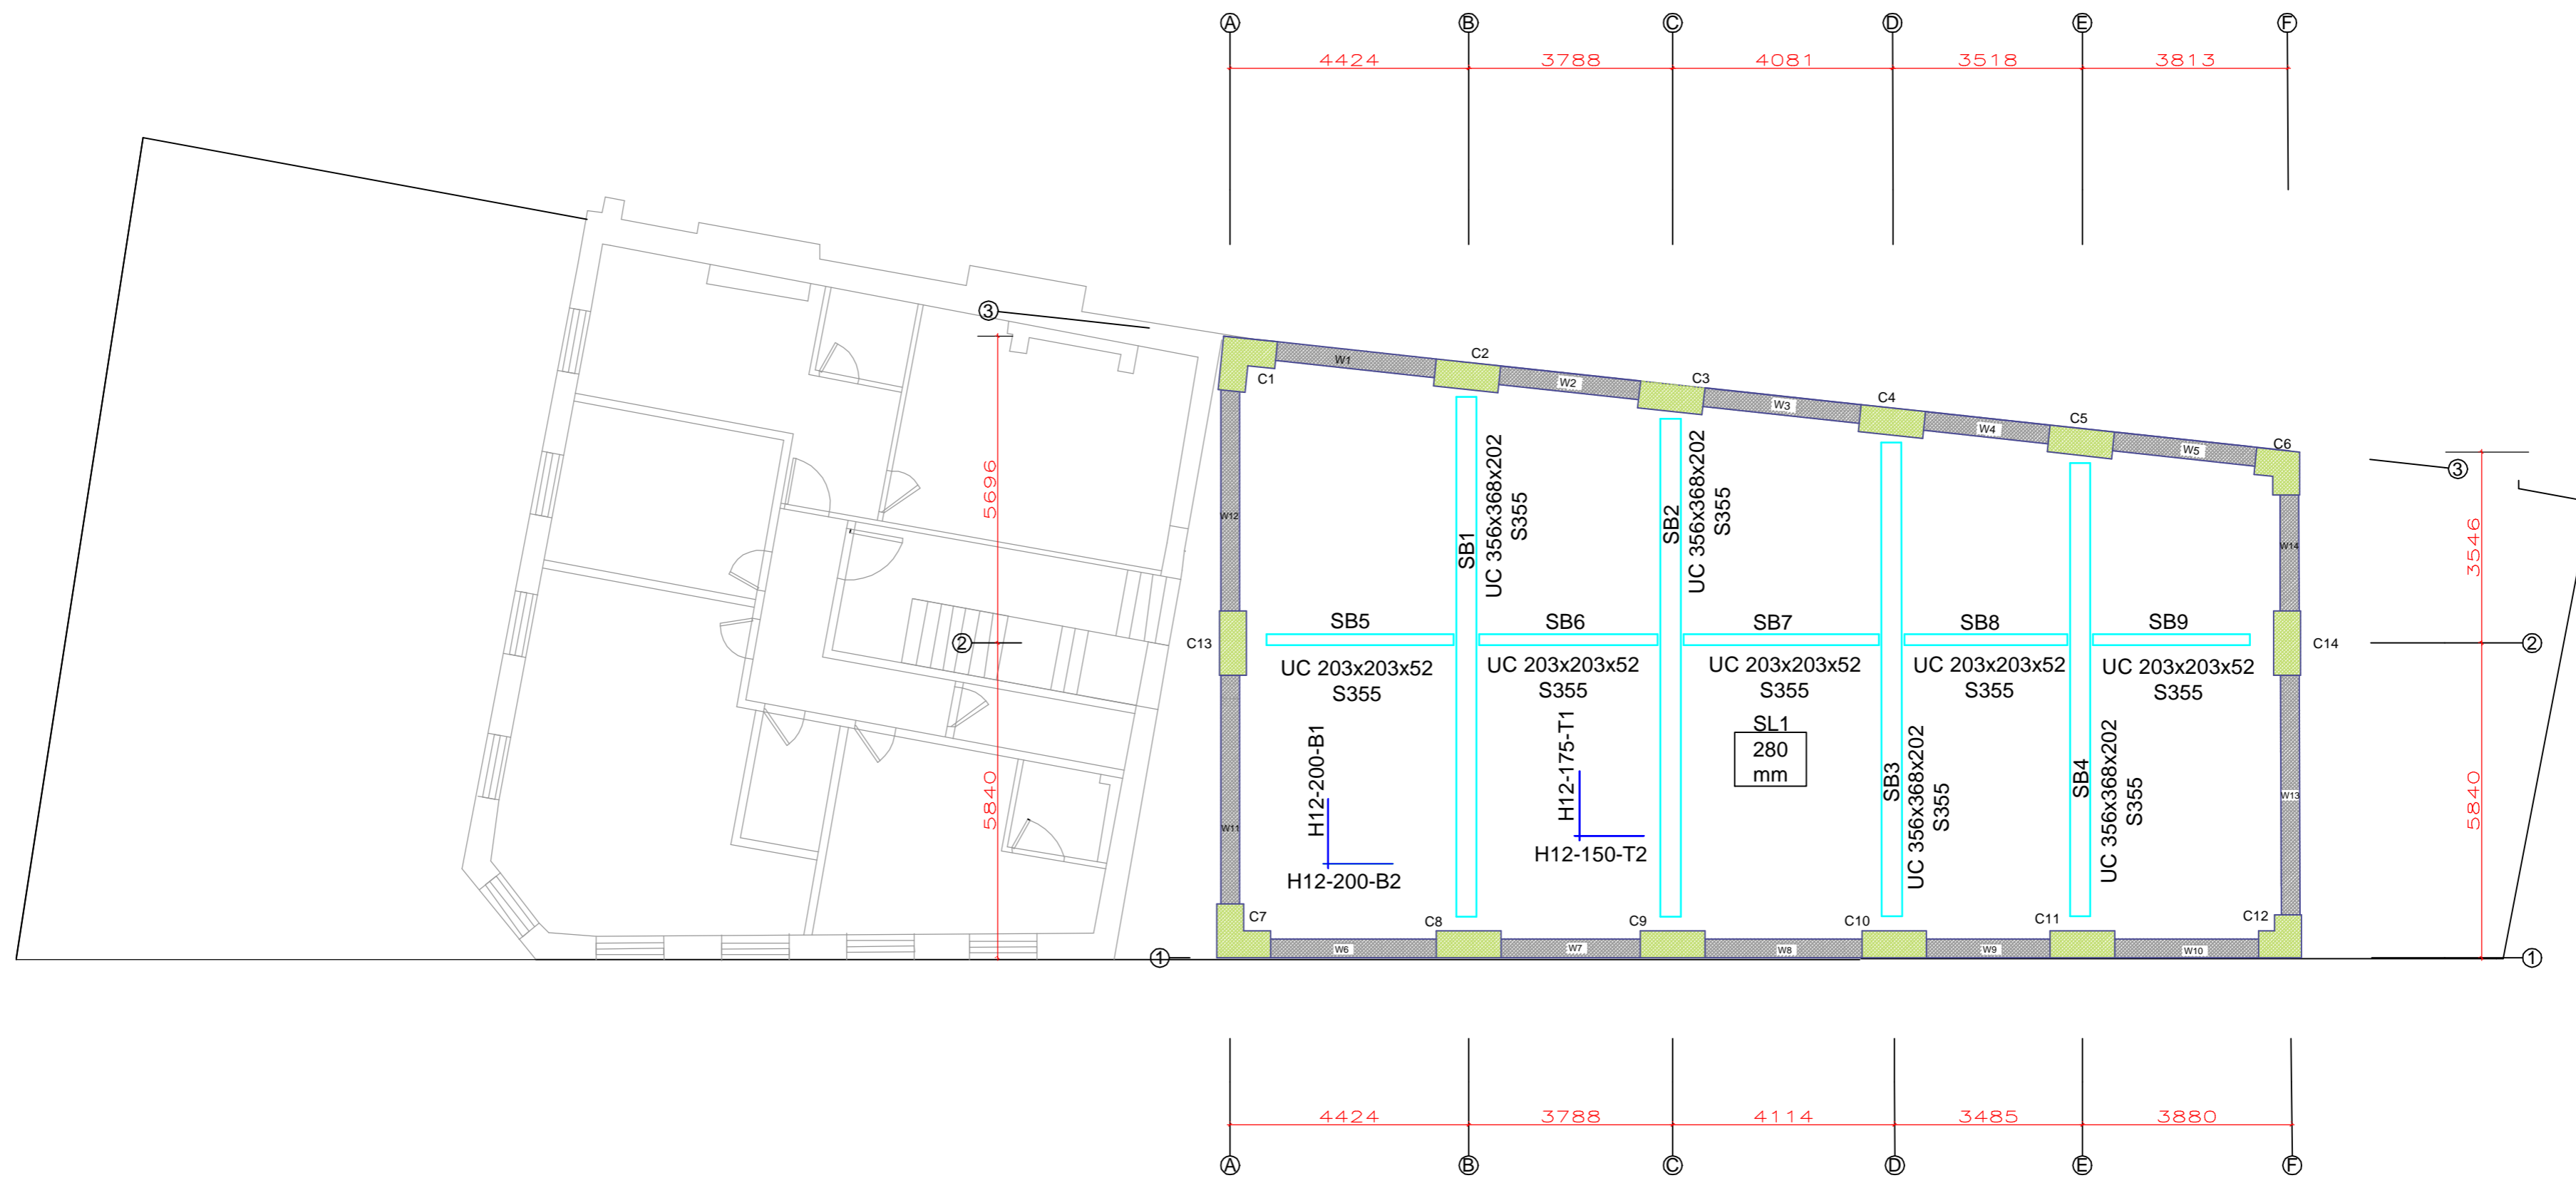 A B C D E F
4424 3788 4081 3518 3813
3
C1 W1 C2 W2 C3 W3 C4 W4 C5 W5 C6
3
5696
3546
W12
W14
SB1
UC 356x368x202
S355
SB2
UC 356x368x202
S355
2
C13
SB5
UC 203x203x52
S355
SB6
UC 203x203x52
S355
SB7
UC 203x203x52
S355
SB8
UC 203x203x52
S355
SB9
UC 203x203x52
S355
C14
2
5840
5840
W11
W13
H12-200-B1
H12-200-B2
H12-175-T1
H12-150-T2
SL1
280
mm
SB3
UC 356x368x202
S355
SB4
UC 356x368x202
S355
C7 C8 C9 C10 C11 C12
W6 W7 W8 W9 W10
1
1
4424 3788 4114 3485 3880
A B C D E F